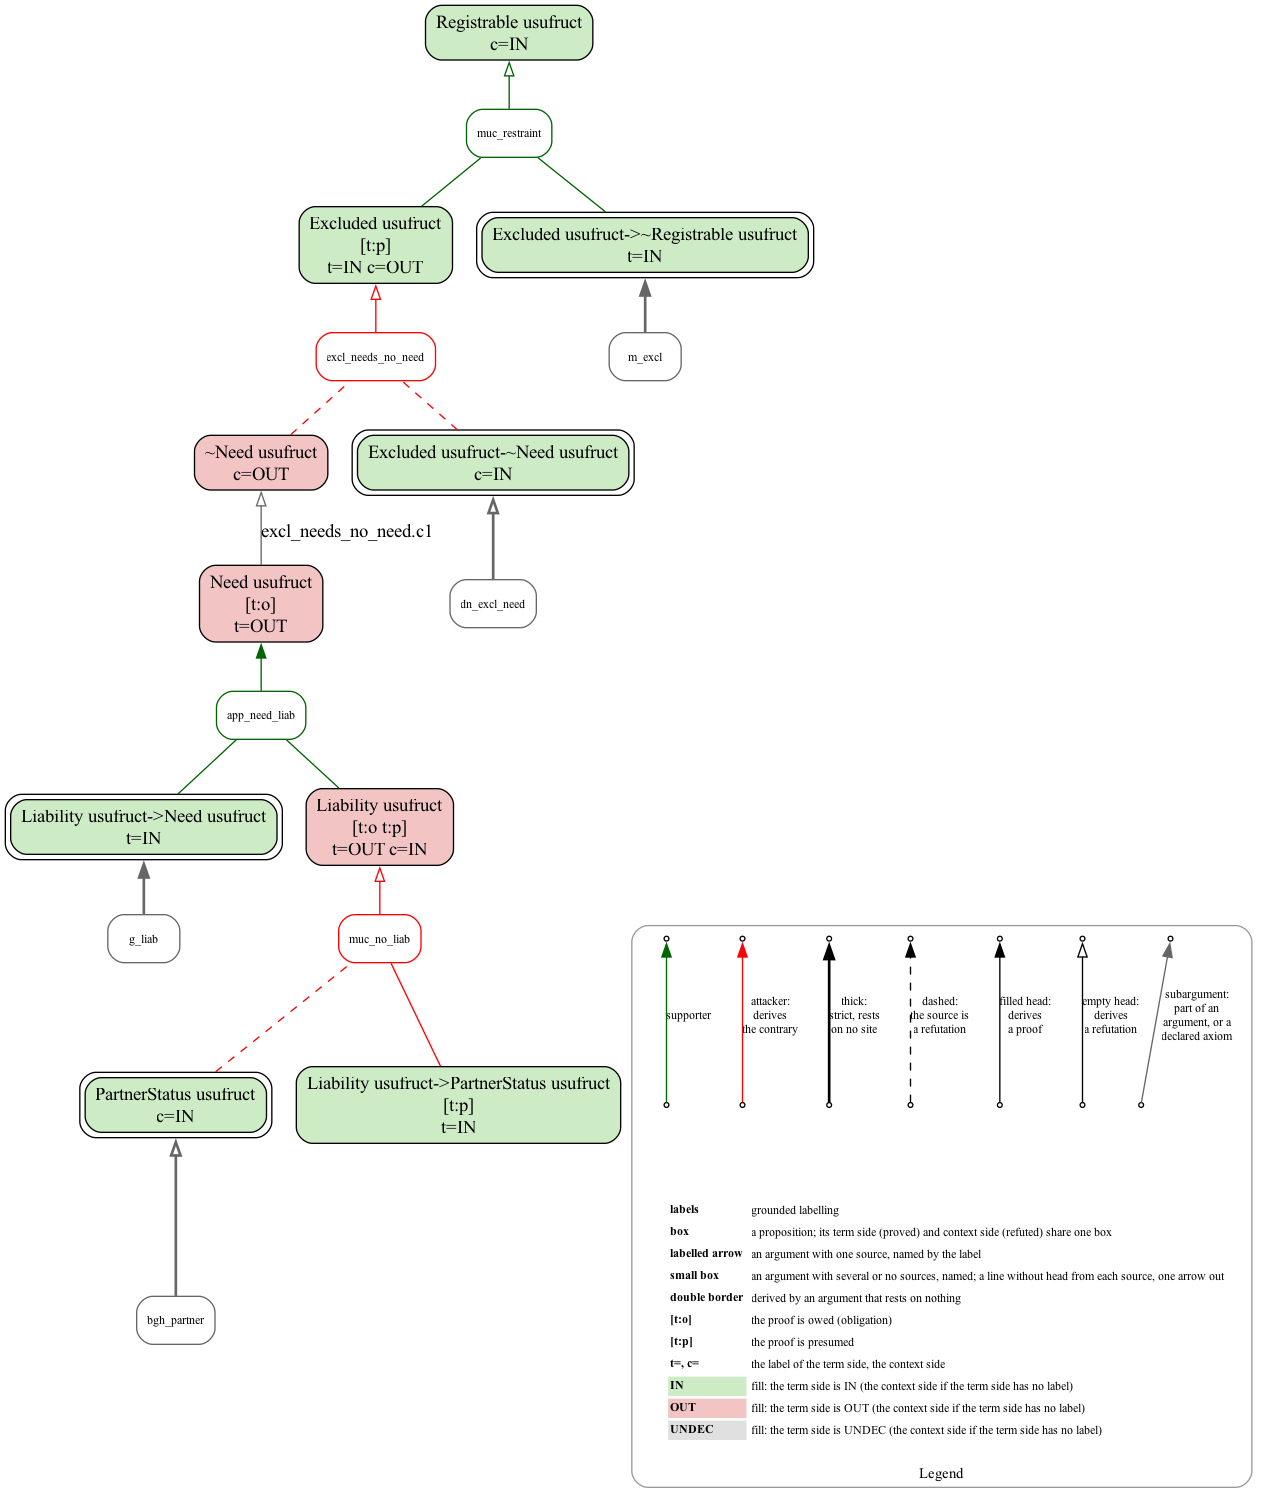 Registrable usufruct
c=IN
muc_restraint
Excluded usufruct
[t:p]
t=IN c=OUT
Excluded usufruct->~Registrable usufruct
t=IN
excl_needs_no_need
m_excl
~Need usufruct
c=OUT
Excluded usufruct-~Need usufruct
c=IN
excl_needs_no_need.c1
Need usufruct
[t:o]
t=OUT
dn_excl_need
app_need_liab
Liability usufruct->Need usufruct
t=IN
Liability usufruct
[t:o t:p]
t=OUT c=IN
g_liab
muc_no_liab
PartnerStatus usufruct
c=IN
Liability usufruct->PartnerStatus usufruct
[t:p]
t=IN
bgh_partner
supporter
attacker:
derives
the contrary
thick:
strict, rests
on no site
dashed:
the source is
a refutation
filled head:
derives
a proof
empty head:
derives
a refutation
subargument:
part of an
argument, or a
declared axiom
labels grounded labelling
box a proposition; its term side (proved) and context side (refuted) share one box
labelled arrow an argument with one source, named by the label
small box an argument with several or no sources, named; a line without head from each source, one arrow out
double border derived by an argument that rests on nothing
[t:o] the proof is owed (obligation)
[t:p] the proof is presumed
t=, c= the label of the term side, the context side
IN fill: the term side is IN (the context side if the term side has no label)
OUT fill: the term side is OUT (the context side if the term side has no label)
UNDEC fill: the term side is UNDEC (the context side if the term side has no label)
Legend